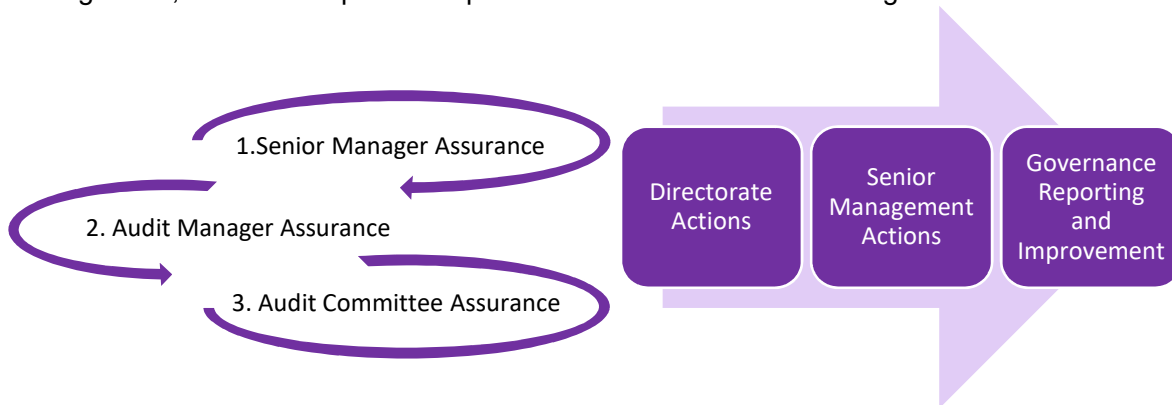 1.Senior Manager Assurance
2. Audit Manager Assurance
3. Audit Committee Assurance
Directorate
Actions
Senior
Management
Actions
Governance
Reporting
and
Improvement